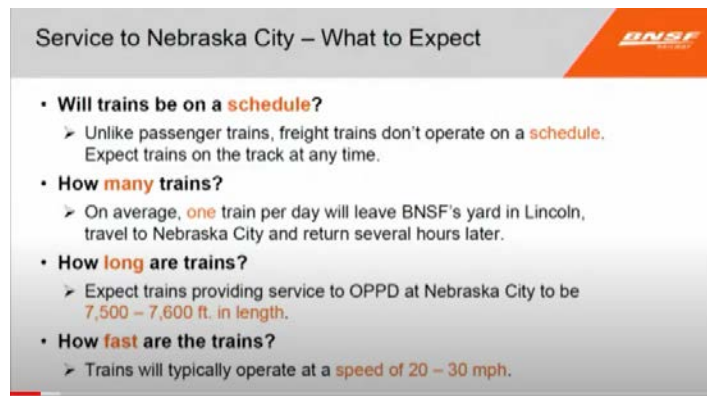 Service to Nebraska City – What to Expect
BNSF
RAILWAY
• Will trains be on a schedule?
➢ Unlike passenger trains, freight trains don't operate on a schedule.
Expect trains on the track at any time.
• How many trains?
➢ On average, one train per day will leave BNSF's yard in Lincoln,
travel to Nebraska City and return several hours later.
• How long are trains?
➢ Expect trains providing service to OPPD at Nebraska City to be
7,500 – 7,600 ft. in length.
• How fast are the trains?
➢ Trains will typically operate at a speed of 20 – 30 mph.